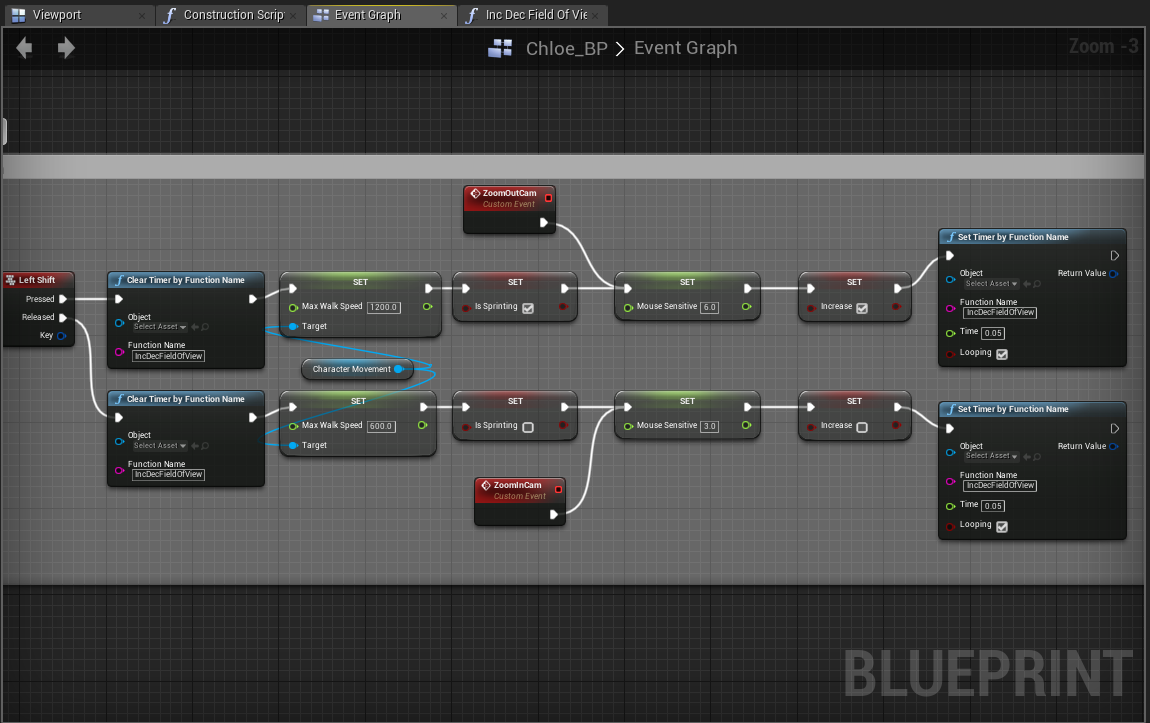 Viewport
Construction Scrip
Event Graph
Inc Dec Field Of Vie
Chloe_BP > Event Graph
Zoom -3
ZoomOutCam
Custom Event
Left Shift
Pressed
Released
Key
Clear Timer by Function Name
Object
Select Asset
Function Name
IncDecFieldOfView
SET
Max Walk Speed 1200.0
Target
SET
Is Sprinting
SET
Mouse Sensitive 6.0
SET
Increase
Set Timer by Function Name
Object
Select Asset
Return Value
Function Name
IncDecFieldOfView
Time 0.05
Looping
Character Movement
Clear Timer by Function Name
Object
Select Asset
Function Name
IncDecFieldOfView
SET
Max Walk Speed 600.0
Target
SET
Is Sprinting
SET
Mouse Sensitive 3.0
SET
Increase
Set Timer by Function Name
Object
Select Asset
Return Value
Function Name
IncDecFieldOfView
Time 0.05
Looping
ZoomInCam
Custom Event
BLUEPRINT